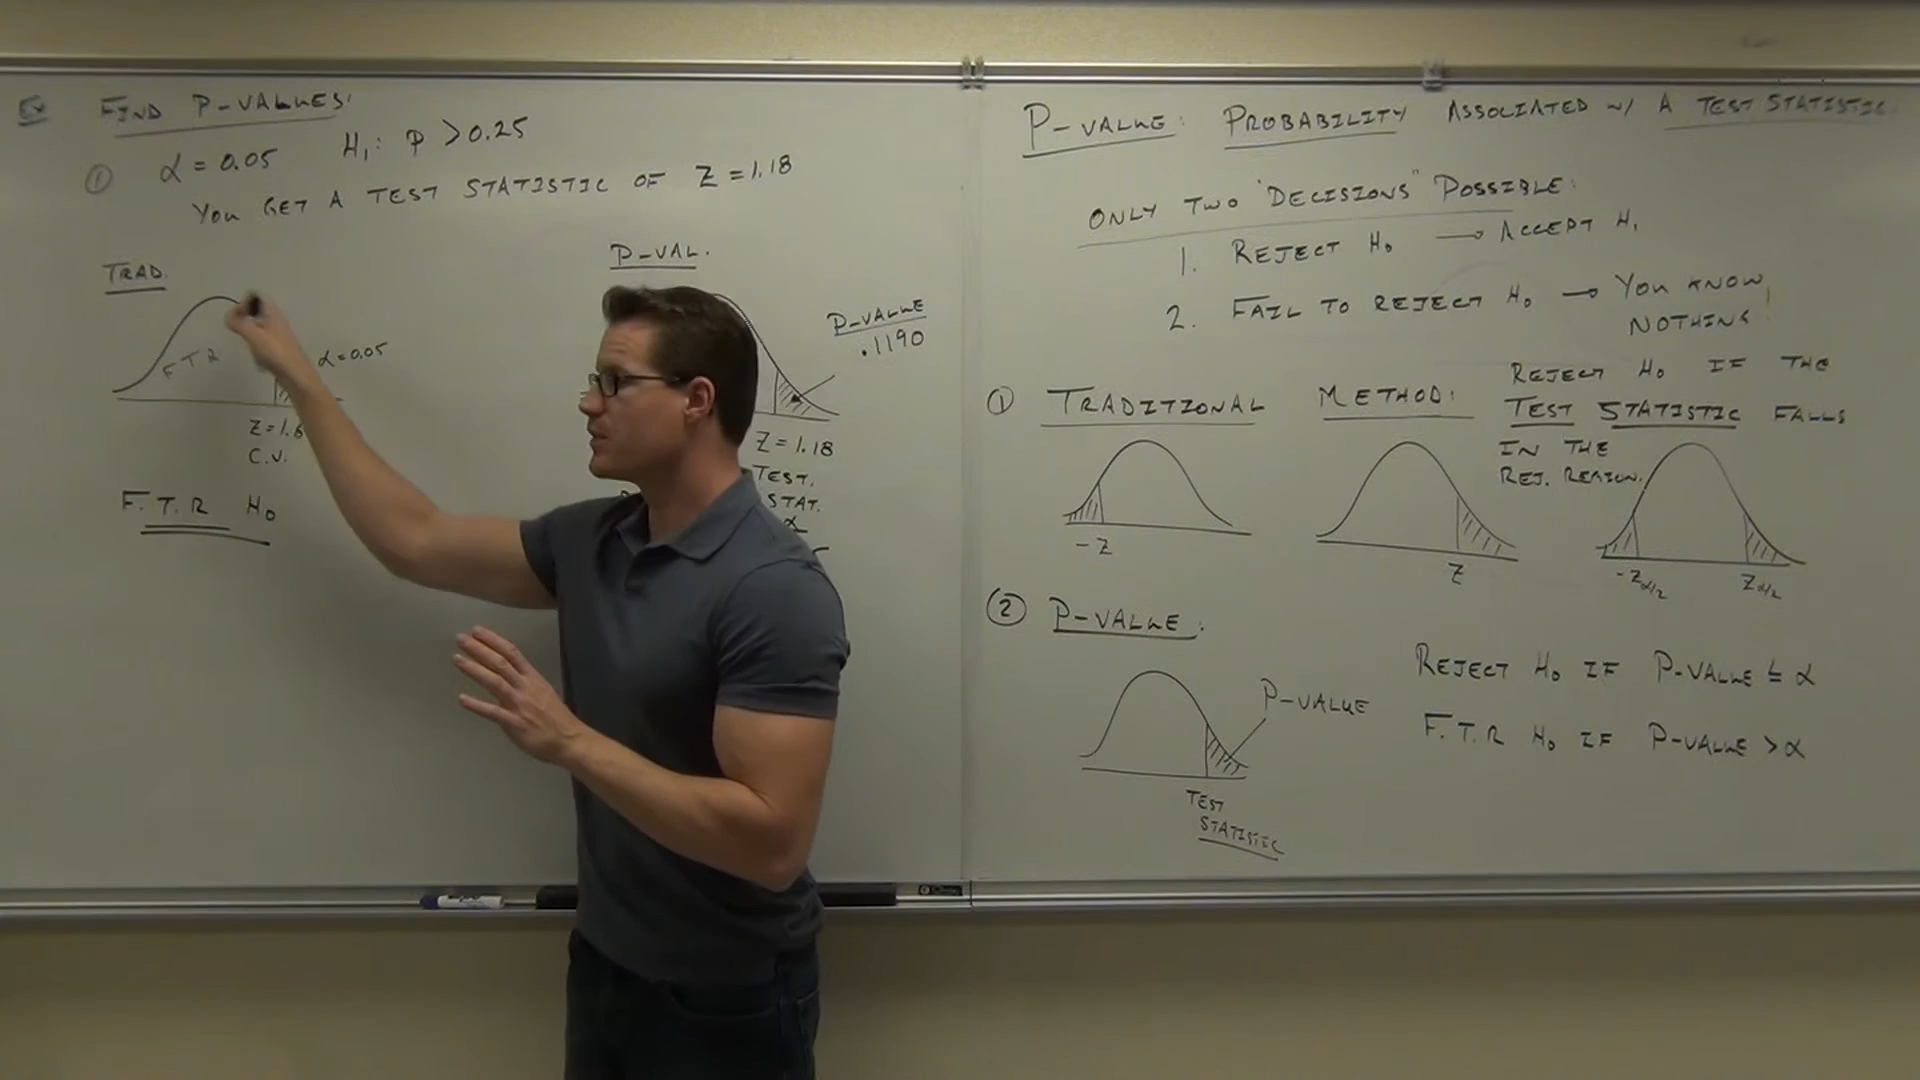 Ex FIND P-VALUES:
① α = 0.05 H₁: P > 0.25
YOU GET A TEST STATISTIC OF Z = 1.18
TRAD.
FTR
α = 0.05
C.V.
F.T.R H₀
P-VAL.
P-VALUE
.1190
Z = 1.18
TEST.
STAT.
α
P-VALUE: PROBABILITY ASSOCIATED W/ A TEST STATISTIC
ONLY TWO "DECISIONS" POSSIBLE:
1. REJECT H₀ → ACCEPT H₁
2. FAIL TO REJECT H₀ → YOU KNOW
NOTHING!
① TRADITIONAL METHOD:
REJECT H₀ IF THE
TEST STATISTIC FALLS
IN THE
REJ. REGION.
-Z
Z
-Zα/2 Zα/2
② P-VALUE:
P-VALUE
TEST
STATISTIC
REJECT H₀ IF P-VALUE ≤ α
F.T.R H₀ IF P-VALUE > α